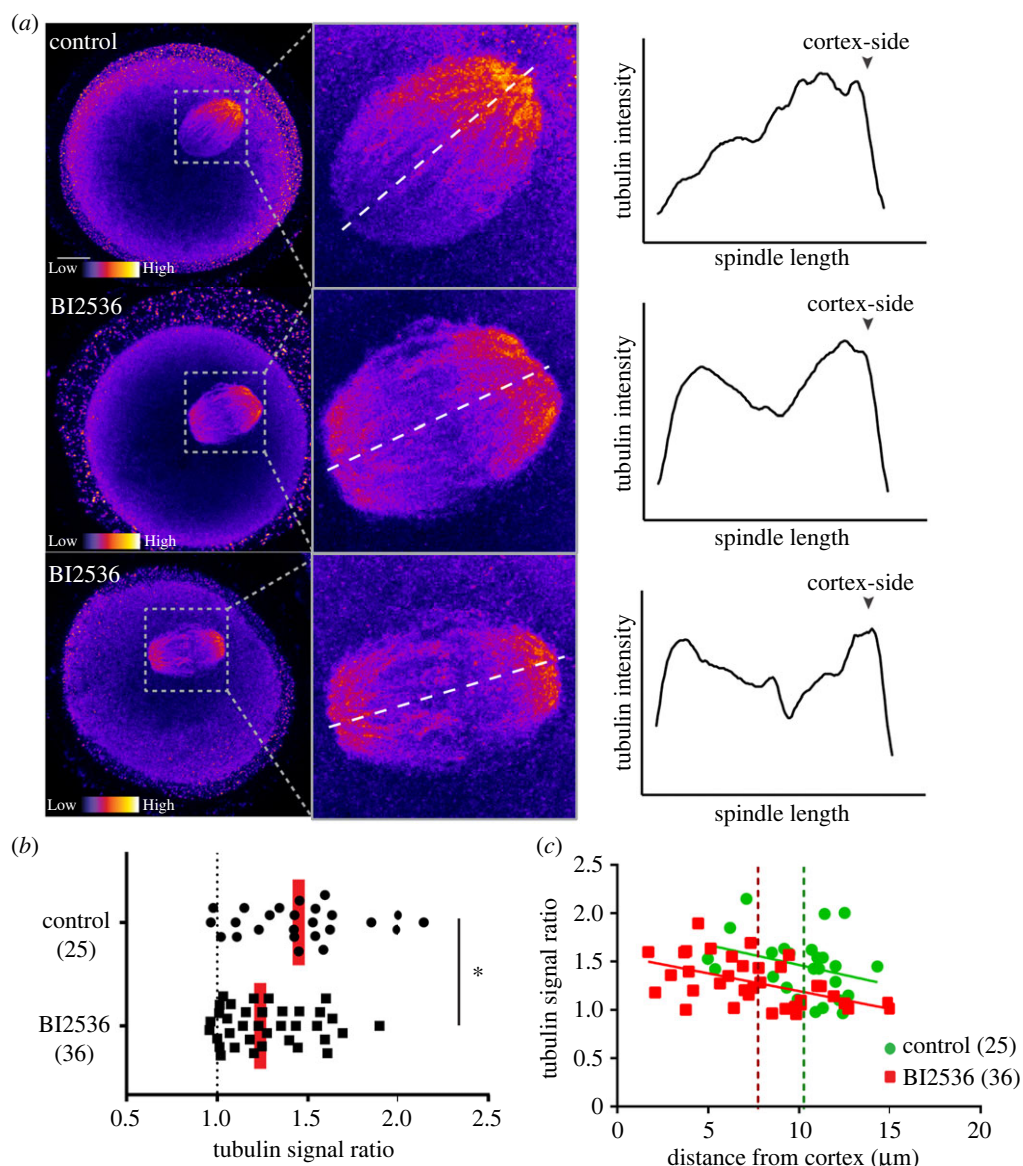 (a)
control
Low High
cortex-side
tubulin intensity
spindle length
BI2536
Low High
cortex-side
tubulin intensity
spindle length
BI2536
Low High
cortex-side
tubulin intensity
spindle length
(b)
control
(25)
BI2536
(36)
*
0.5 1.0 1.5 2.0 2.5
tubulin signal ratio
(c)
2.5
2.0
1.5
1.0
0.5
0
tubulin signal ratio
control (25)
BI2536 (36)
0 5 10 15 20
distance from cortex (μm)